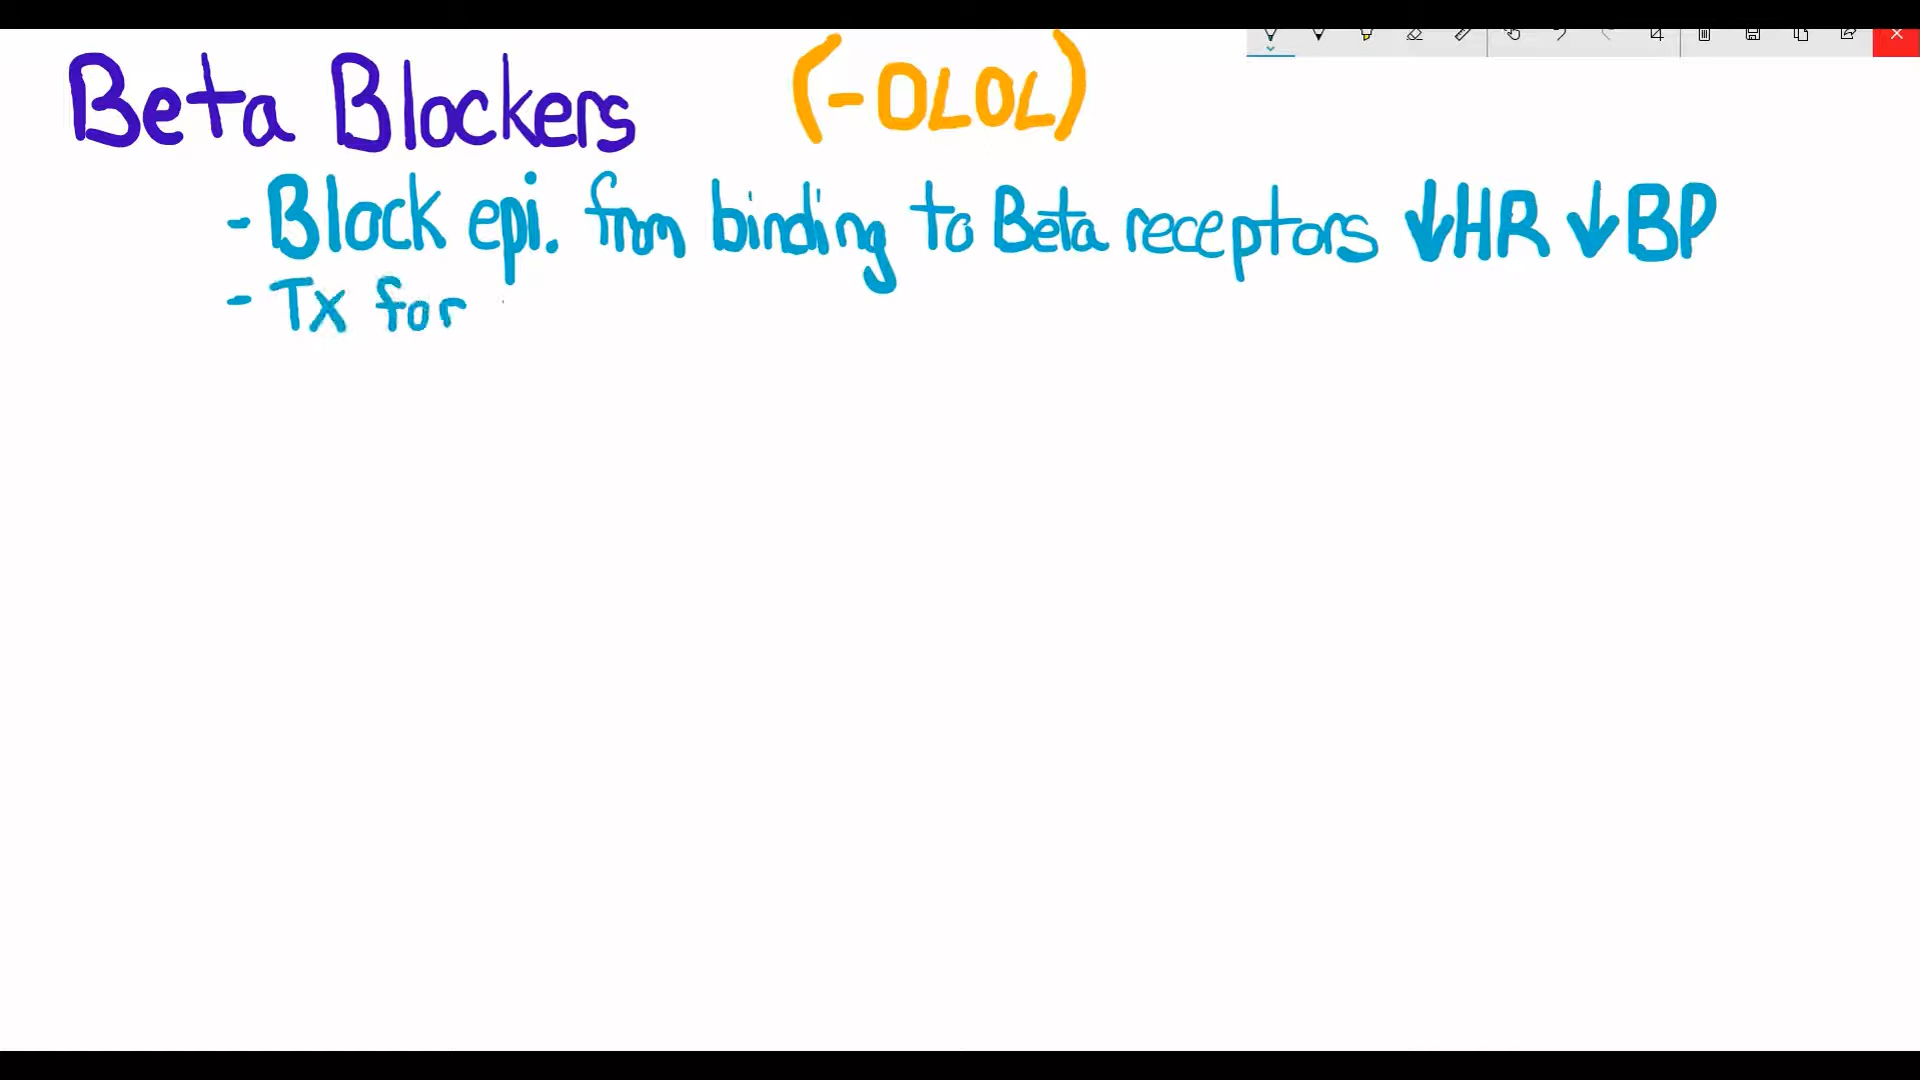 Beta Blockers (-OLOL)
- Block epi. from binding to Beta receptors ↓HR ↓BP
- Tx for